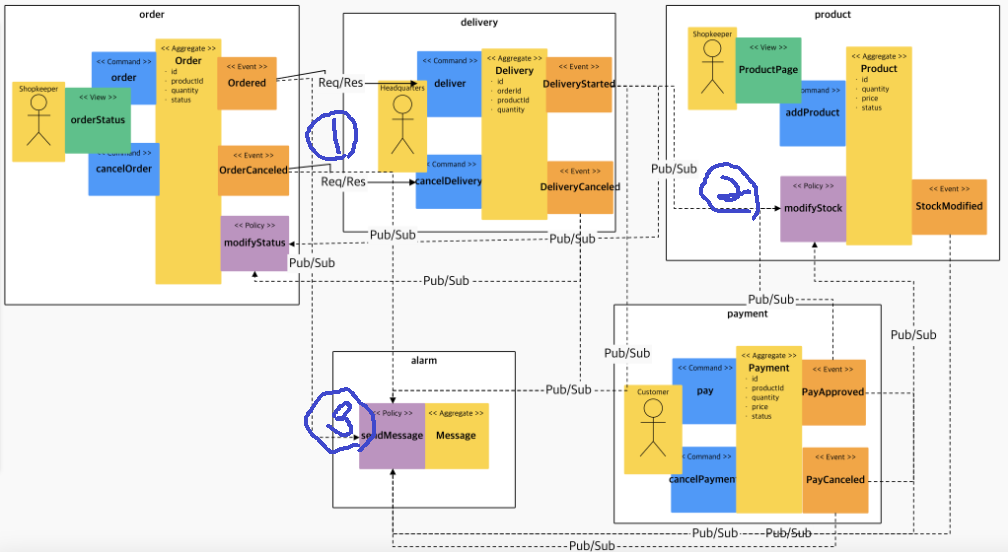 order
<< Aggregate >>
Order
· id
· productId
· quantity
· status
<< Command >>
order
<< Event >>
Ordered
Shopkeeper
<< View >>
orderStatus
<< Command >>
cancelOrder
<< Event >>
OrderCanceled
<< Policy >>
modifyStatus
Req/Res
Req/Res
1
delivery
<< Command >>
deliver
<< Aggregate >>
Delivery
· id
· orderId
· productId
· quantity
<< Event >>
DeliveryStarted
Headquarters
Command >>
cancelDelivery
<< Event >>
DeliveryCanceled
product
Shopkeeper
<< View >>
ProductPage
<< Aggregate >>
Product
· id
· quantity
· price
· status
<< Command >>
addProduct
Pub/Sub
2
<< Policy >>
modifyStock
<< Event >>
StockModified
Pub/Sub
Pub/Sub
Pub/Sub
Pub/Sub
Pub/Sub
Pub/Sub
Pub/Sub
Pub/Sub
alarm
3
<< Policy >>
sendMessage
<< Aggregate >>
Message
payment
<< Command >>
pay
<< Aggregate >>
Payment
· id
· productId
· quantity
· price
· status
<< Event >>
PayApproved
Customer
Command >>
cancelPayment
<< Event >>
PayCanceled
Pub/Sub
Pub/Sub
Pub/Sub